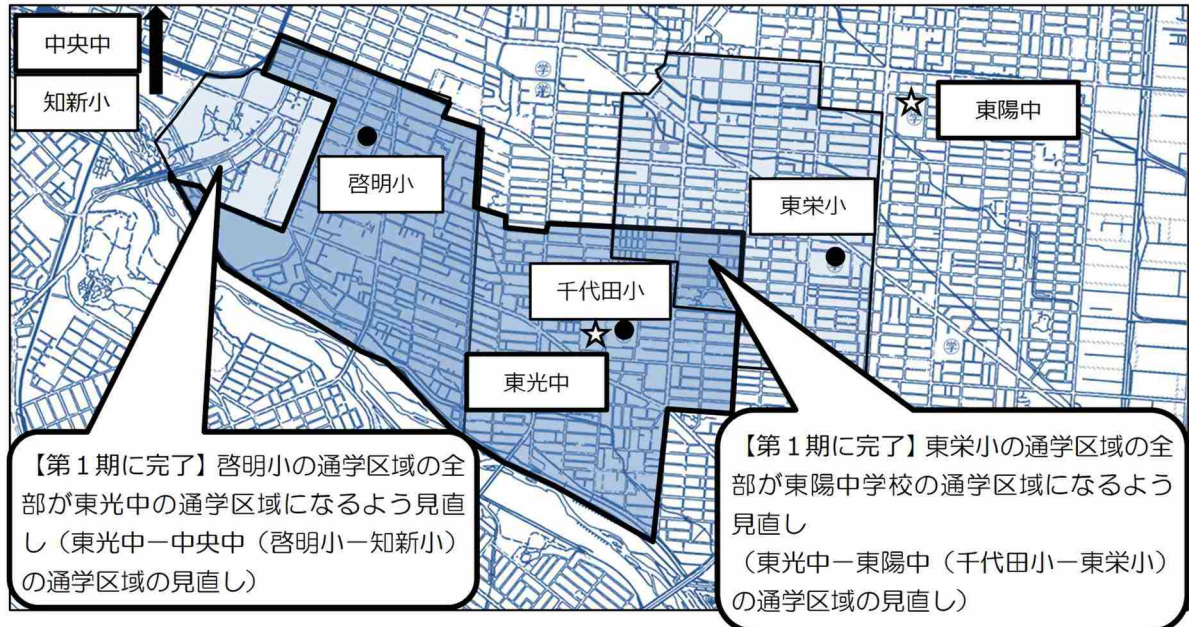 中央中
知新小
東陽中
啓明小
東栄小
千代田小
東光中
【第1期に完了】啓明小の通学区域の全
部が東光中の通学区域になるよう見直
し(東光中ー中央中(啓明小ー知新小)
の通学区域の見直し)
【第1期に完了】東栄小の通学区域の全
部が東陽中学校の通学区域になるよう
見直し
(東光中ー東陽中(千代田小ー東栄小)
の通学区域の見直し)